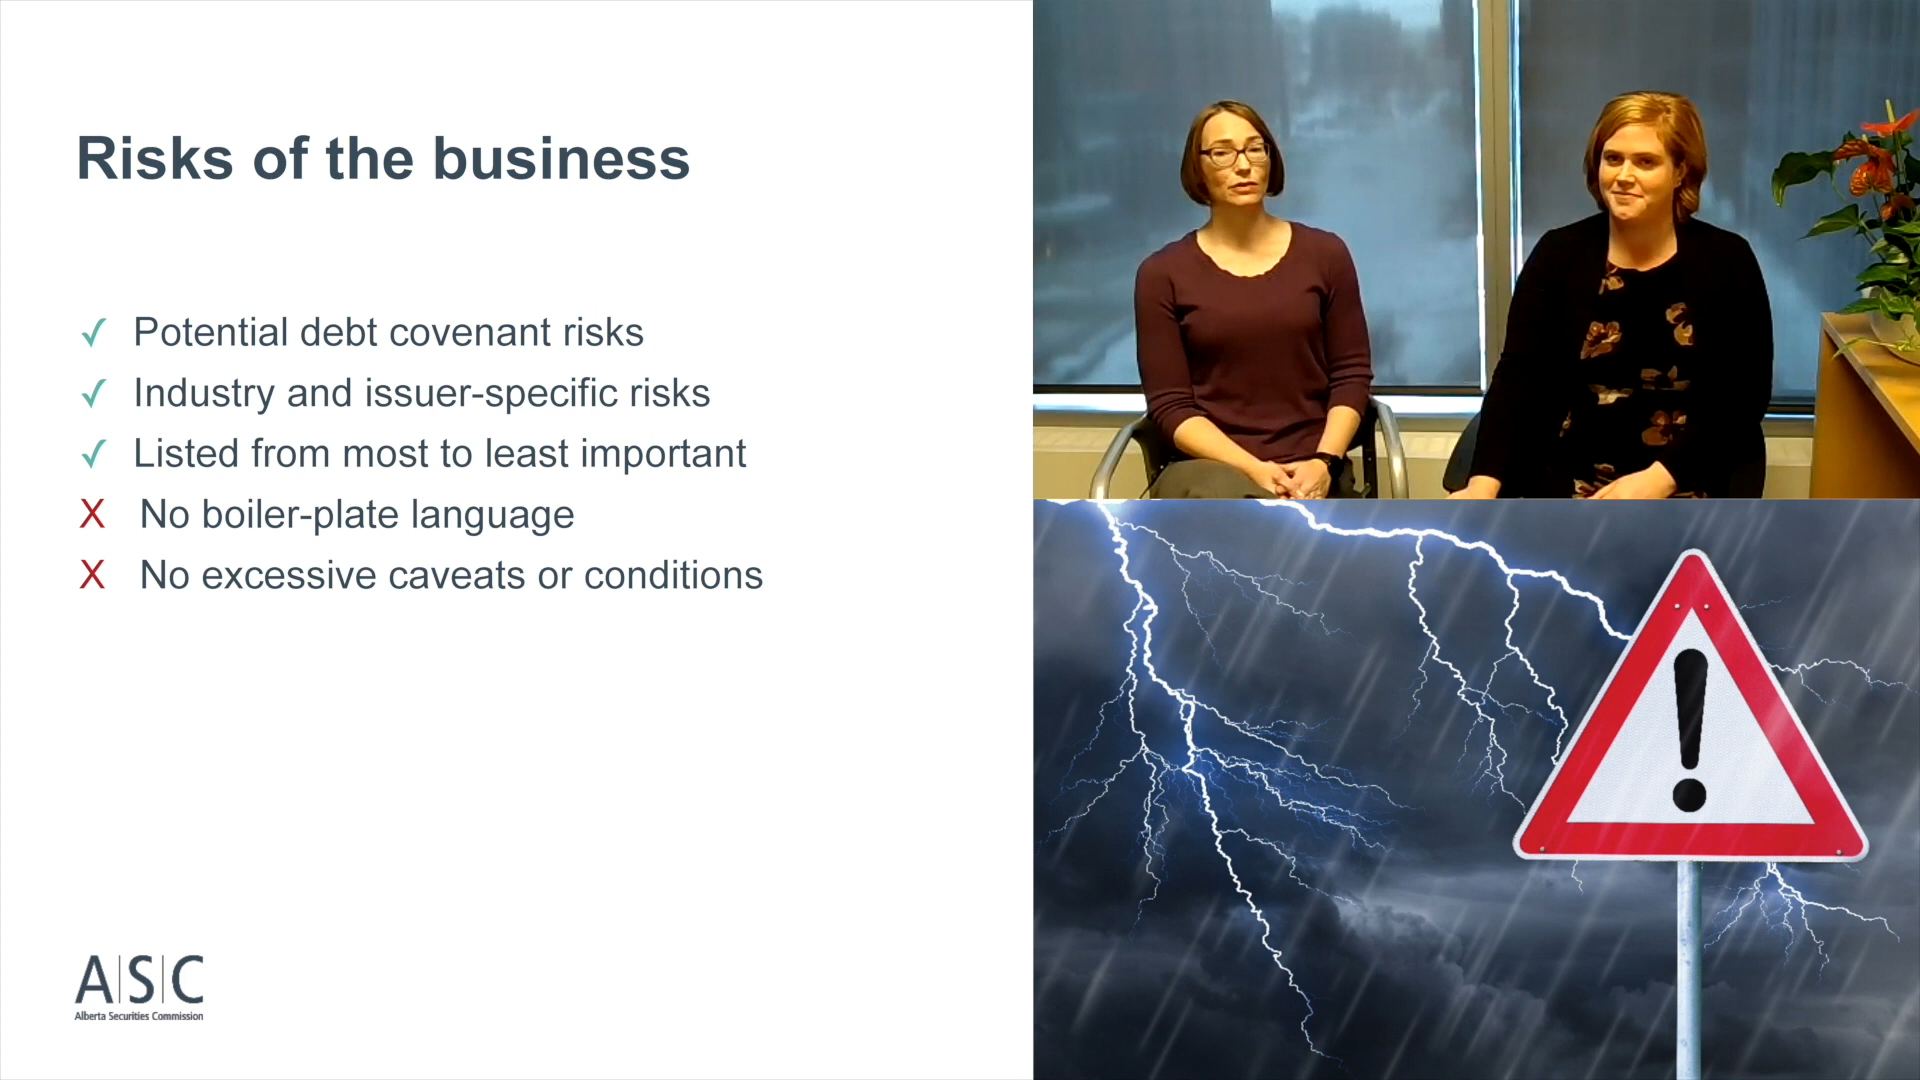 Risks of the business
✓ Potential debt covenant risks
✓ Industry and issuer-specific risks
✓ Listed from most to least important
X No boiler-plate language
X No excessive caveats or conditions
A|S|C
Alberta Securities Commission
!